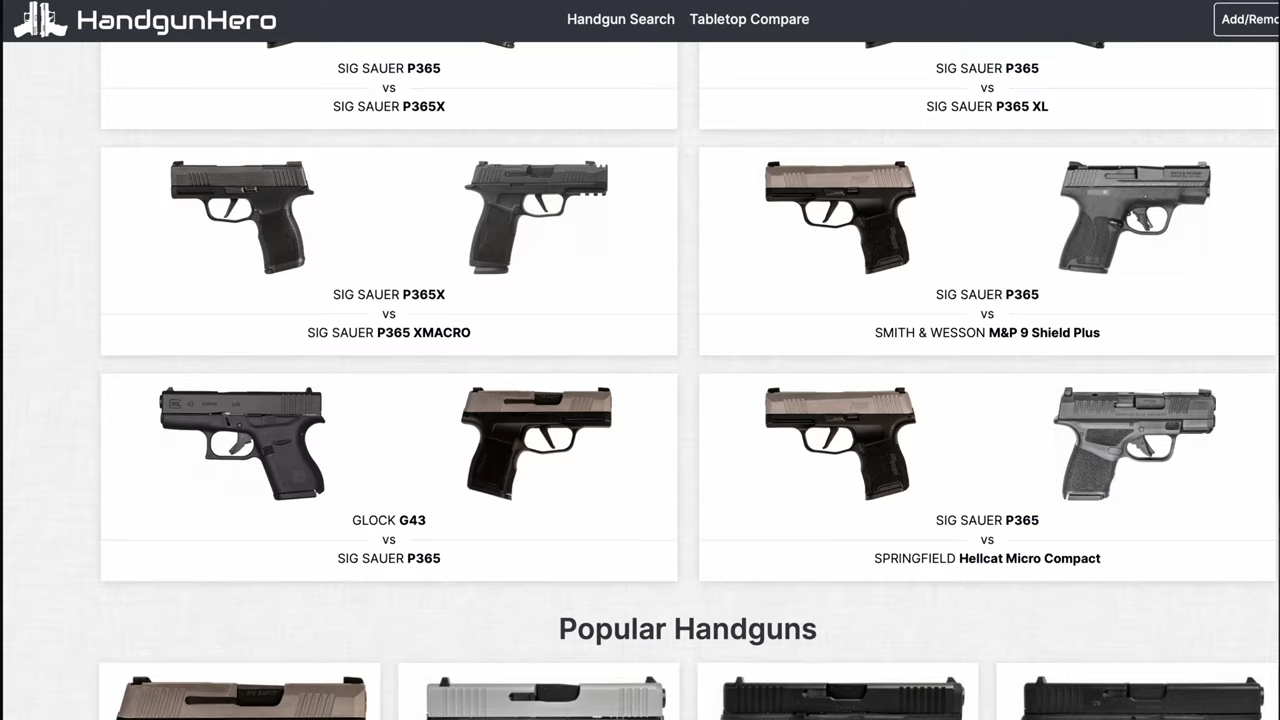 HandgunHero
Handgun Search
Tabletop Compare
Add/Remo
SIG SAUER P365
vs
SIG SAUER P365X
SIG SAUER P365
vs
SIG SAUER P365 XL
SIG SAUER P365X
vs
SIG SAUER P365 XMACRO
SIG SAUER P365
vs
SMITH & WESSON M&P 9 Shield Plus
GLOCK G43
vs
SIG SAUER P365
SIG SAUER P365
vs
SPRINGFIELD Hellcat Micro Compact
Popular Handguns
SIG SAUER